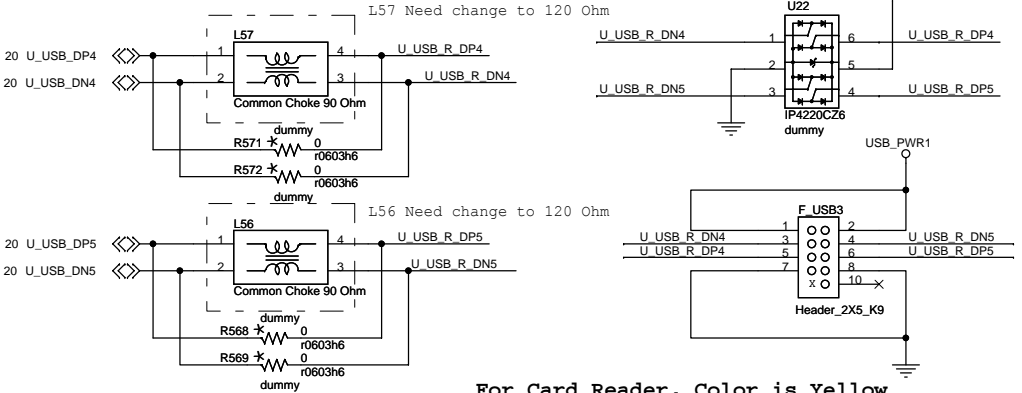 L57 Need change to 120 Ohm
L57
20 U_USB_DP4
1
4
U_USB_R_DP4
20 U_USB_DN4
2
3
U_USB_R_DN4
Common Choke 90 Ohm
dummy
R571
0
r0603h6
R572
0
r0603h6
dummy
L56 Need change to 120 Ohm
L56
20 U_USB_DP5
1
4
U_USB_R_DP5
20 U_USB_DN5
2
3
U_USB_R_DN5
Common Choke 90 Ohm
dummy
R568
0
r0603h6
R569
0
r0603h6
dummy
U22
U_USB_R_DN4
1
6
U_USB_R_DP4
2
5
U_USB_R_DN5
3
4
U_USB_R_DP5
IP4220CZ6
dummy
USB_PWR1
F_USB3
1
2
U_USB_R_DN4
3
4
U_USB_R_DN5
U_USB_R_DP4
5
6
U_USB_R_DP5
7
8
X
10
Header_2X5_K9
For Card Reader. Color is Yellow